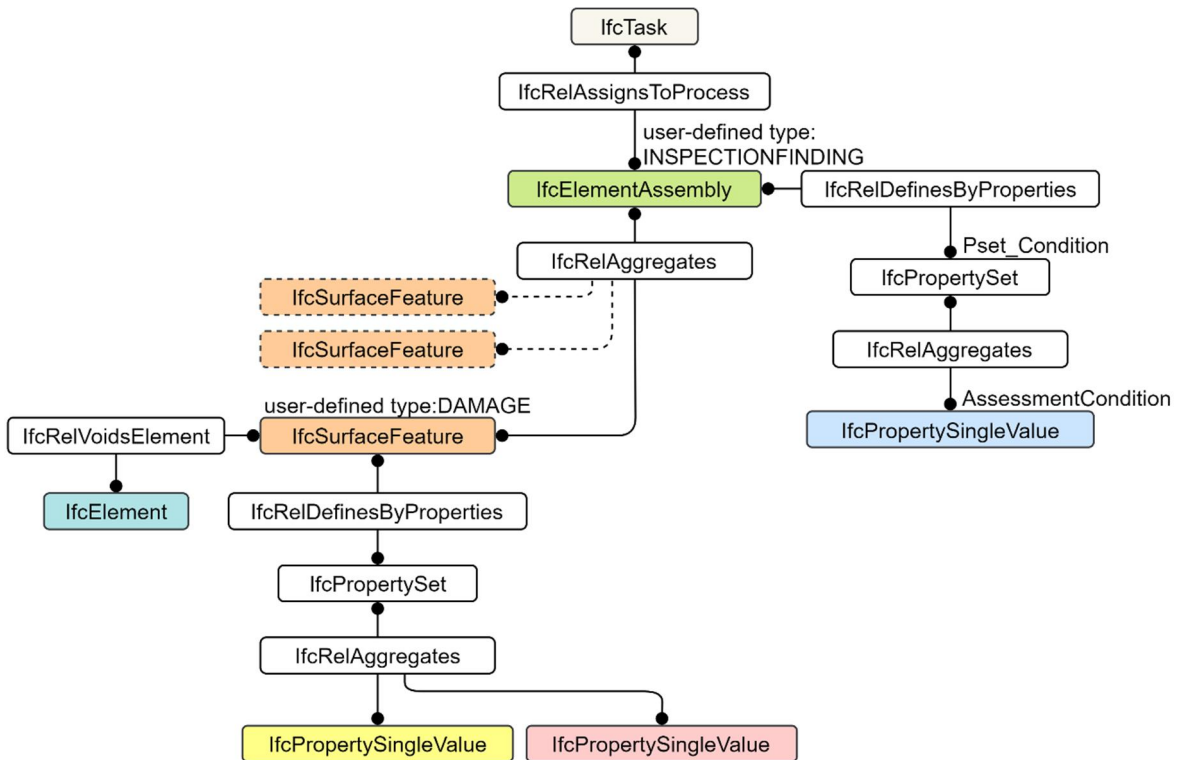 IfcTask
IfcRelAssignsToProcess
user-defined type:
INSPECTIONFINDING
IfcElementAssembly
IfcRelDefinesByProperties
Pset_Condition
IfcRelAggregates
IfcPropertySet
IfcSurfaceFeature
IfcSurfaceFeature
IfcRelAggregates
AssessmentCondition
IfcPropertySingleValue
user-defined type:DAMAGE
IfcRelVoidsElement
IfcSurfaceFeature
IfcElement
IfcRelDefinesByProperties
IfcPropertySet
IfcRelAggregates
IfcPropertySingleValue
IfcPropertySingleValue